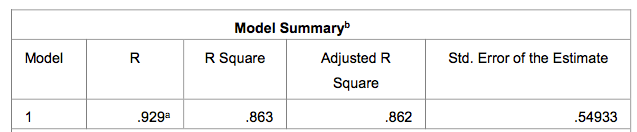 Model Summaryᵇ
Model R R Square Adjusted R Square Std. Error of the Estimate
1 .929ᵃ .863 .862 .54933